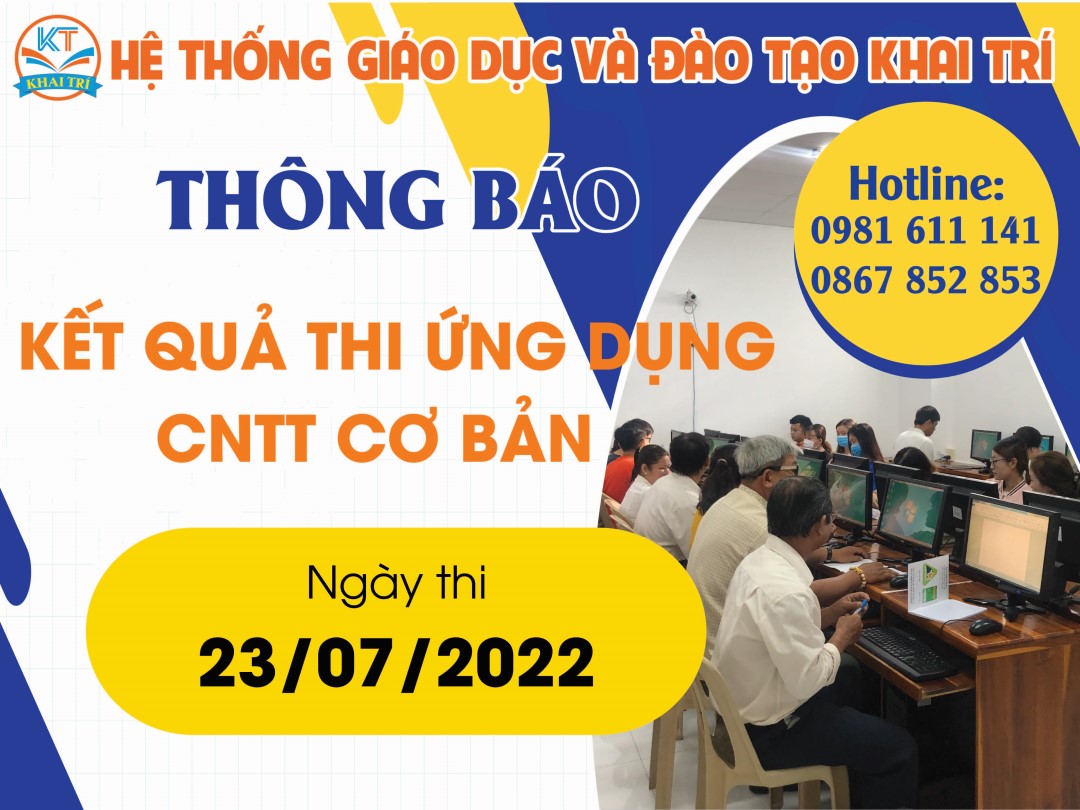 KT
KHAI TRÍ
HỆ THỐNG GIÁO DỤC VÀ ĐÀO TẠO KHAI TRÍ
THÔNG BÁO
Hotline:
0981 611 141
0867 852 853
KẾT QUẢ THI ỨNG DỤNG
CNTT CƠ BẢN
Ngày thi
23/07/2022